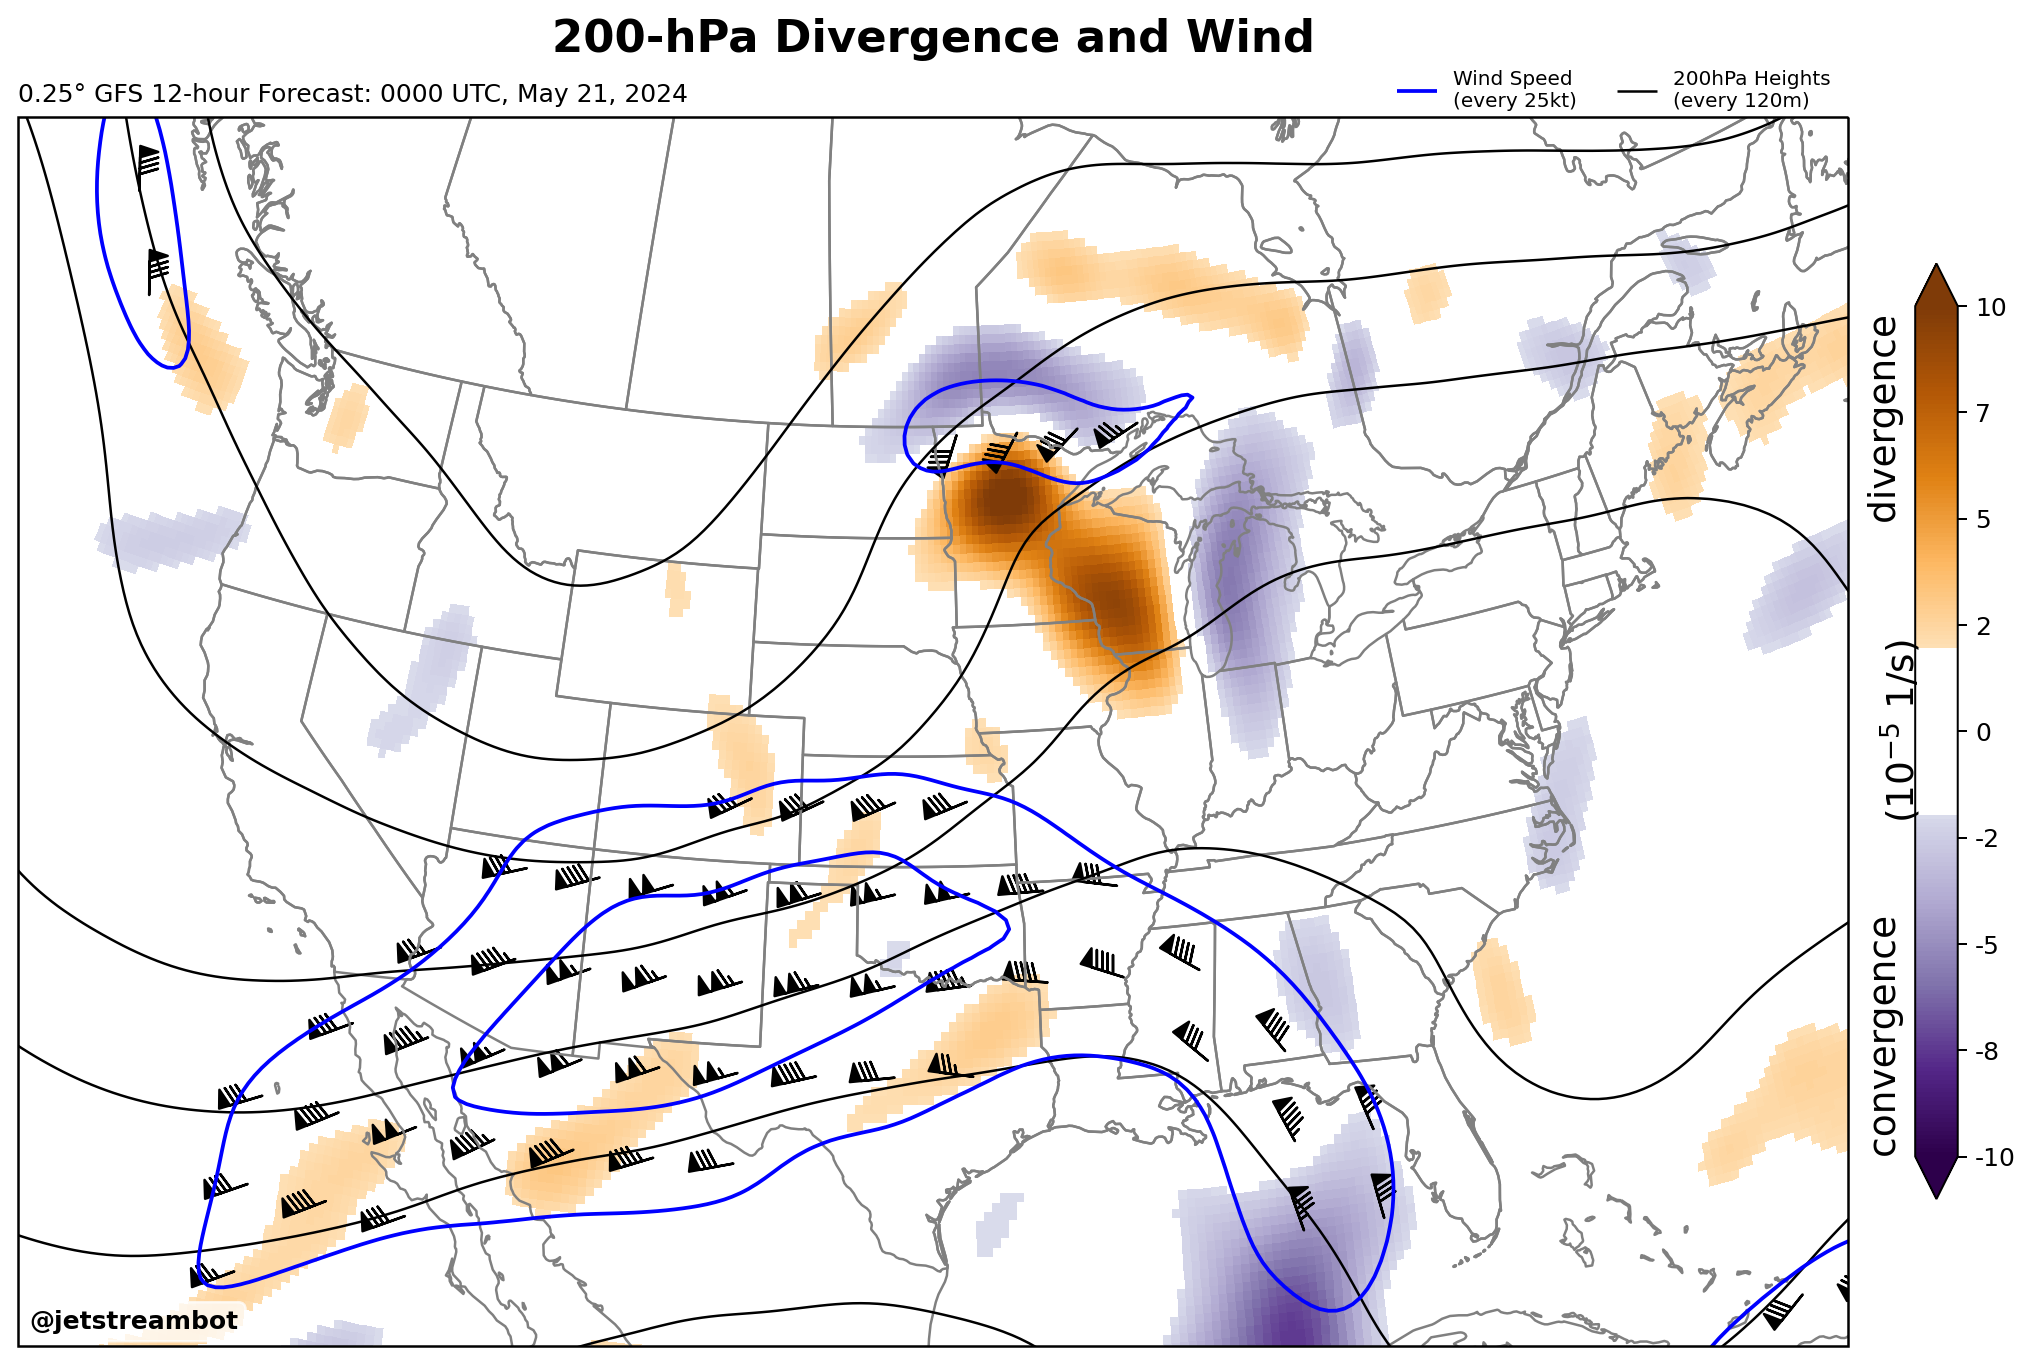 200-hPa Divergence and Wind
0.25° GFS 12-hour Forecast: 0000 UTC, May 21, 2024
Wind Speed
(every 25kt)
200hPa Heights
(every 120m)
10
7
5
2
0
-2
-5
-8
-10
divergence
(10⁻⁵ 1/s)
convergence
@jetstreambot